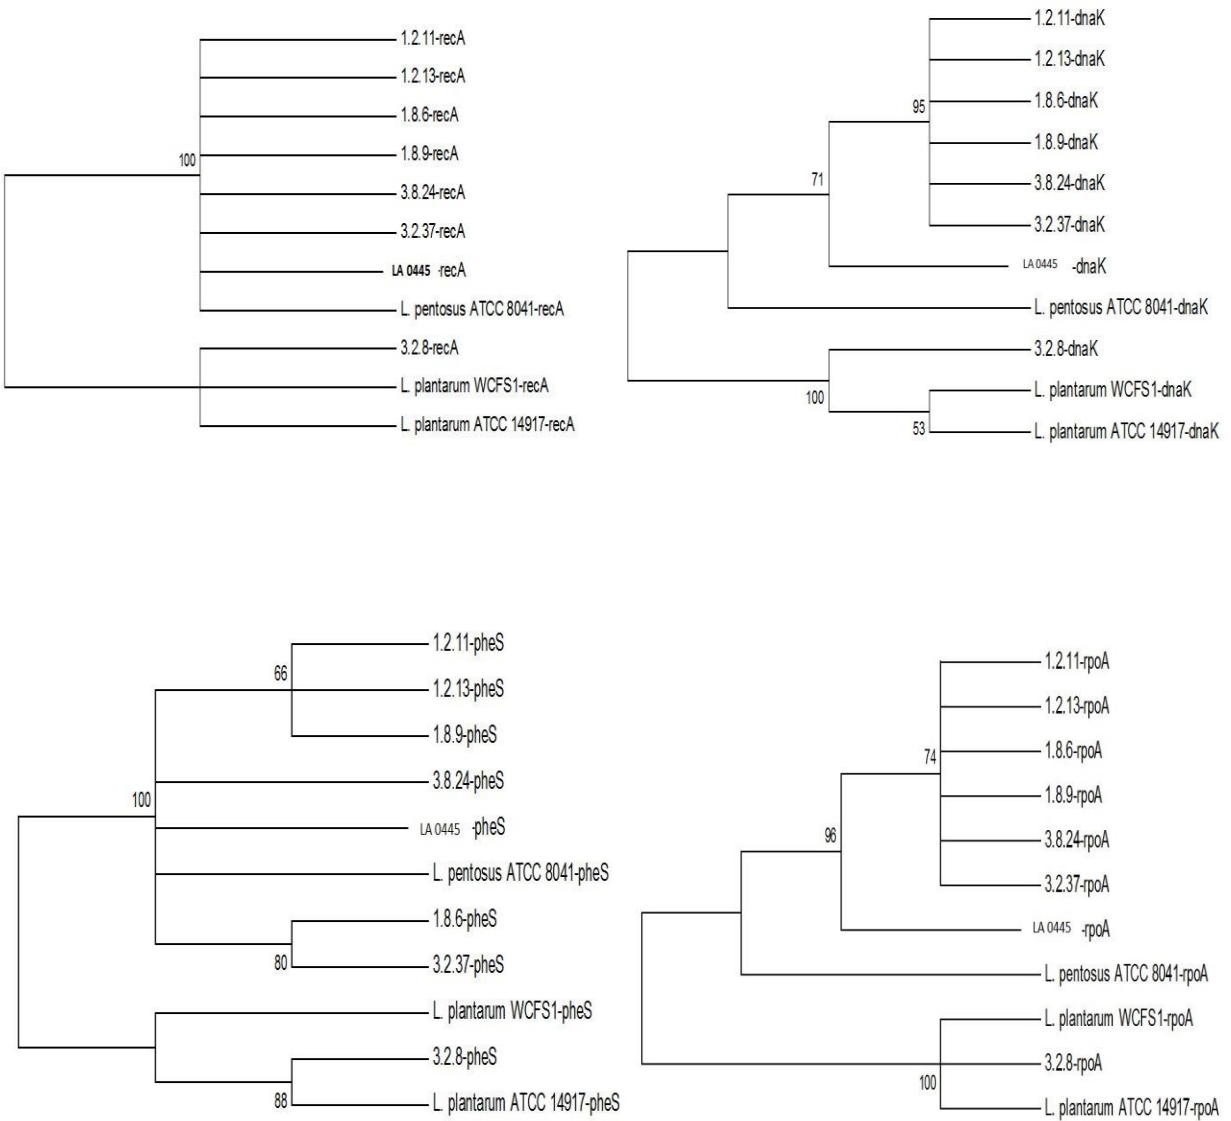 1.2.11-recA
1.2.13-recA
1.8.6-recA
1.8.9-recA
100
3.8.24-recA
3.2.37-recA
LA 0445 -recA
L. pentosus ATCC 8041-recA
3.2.8-recA
L. plantarum WCFS1-recA
L. plantarum ATCC 14917-recA
1.2.11-dnaK
1.2.13-dnaK
95
1.8.6-dnaK
1.8.9-dnaK
71
3.8.24-dnaK
3.2.37-dnaK
LA 0445 -dnaK
L. pentosus ATCC 8041-dnaK
3.2.8-dnaK
100
L. plantarum WCFS1-dnaK
53
L. plantarum ATCC 14917-dnaK
1.2.11-pheS
66
1.2.13-pheS
1.8.9-pheS
3.8.24-pheS
100
LA 0445 -pheS
L. pentosus ATCC 8041-pheS
1.8.6-pheS
80
3.2.37-pheS
L. plantarum WCFS1-pheS
3.2.8-pheS
88
L. plantarum ATCC 14917-pheS
1.2.11-rpoA
1.2.13-rpoA
74
1.8.6-rpoA
1.8.9-rpoA
96
3.8.24-rpoA
3.2.37-rpoA
LA 0445 -rpoA
L. pentosus ATCC 8041-rpoA
L. plantarum WCFS1-rpoA
3.2.8-rpoA
100
L. plantarum ATCC 14917-rpoA